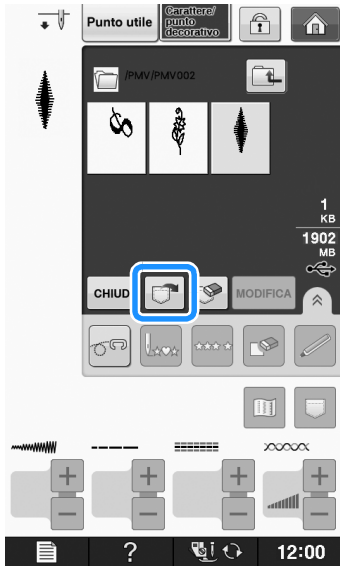 Punto utile
Carattere/
punto
decorativo
/PMV/PMV002
1
KB
1902
MB
CHIUD
MODIFICA
?
12:00